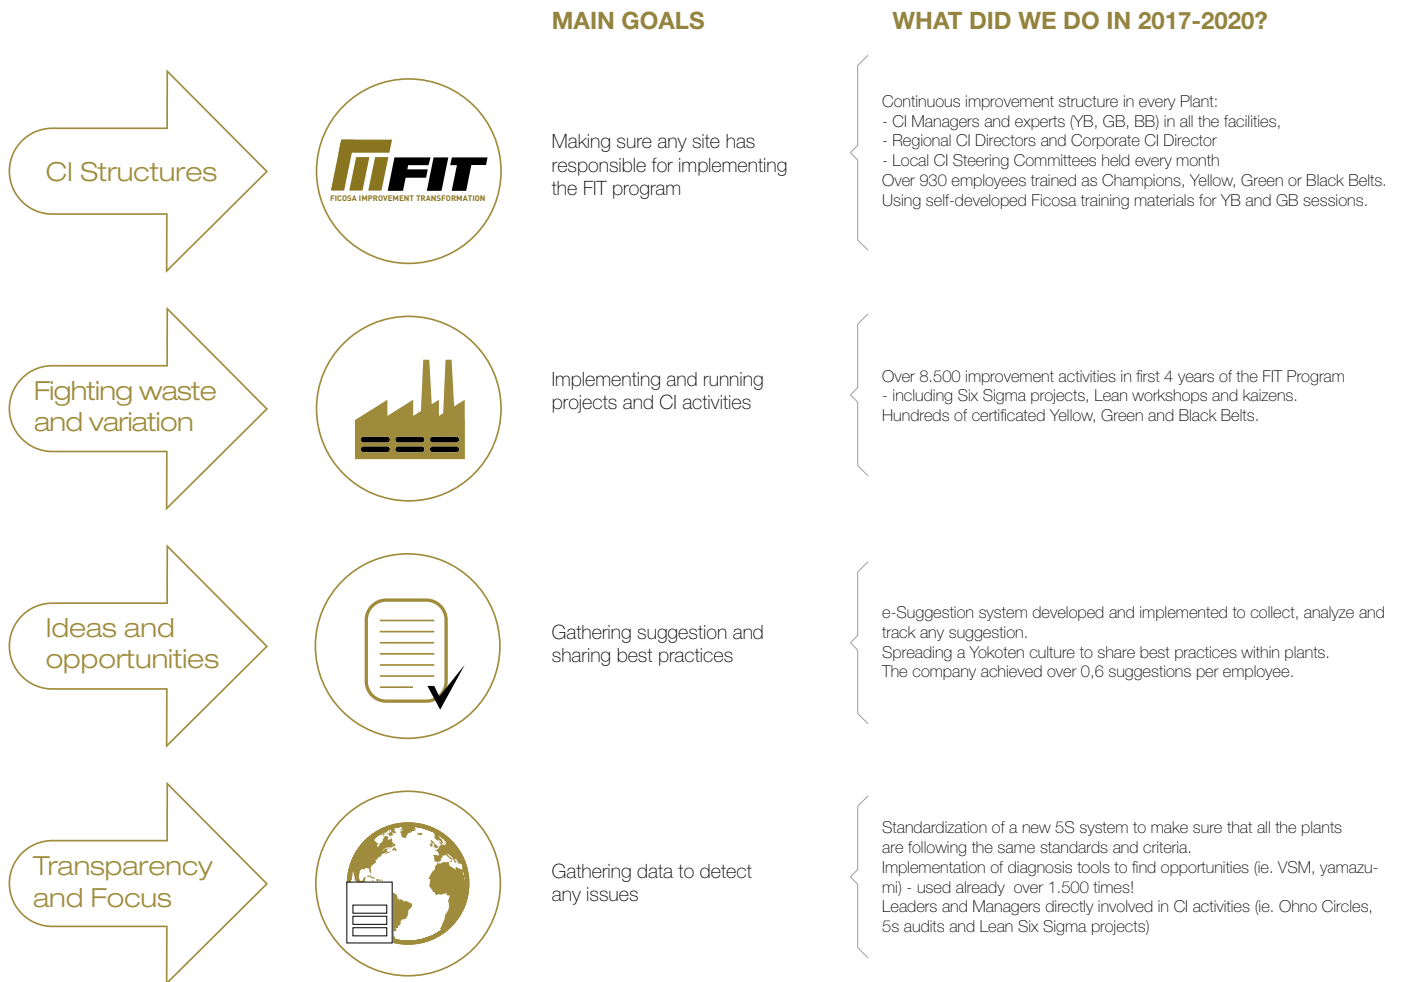 MAIN GOALS
WHAT DID WE DO IN 2017-2020?
CI Structures
FIT
FICOSA IMPROVEMENT TRANSFORMATION
Making sure any site has
responsible for implementing
the FIT program
Continuous improvement structure in every Plant:
- CI Managers and experts (YB, GB, BB) in all the facilities,
- Regional CI Directors and Corporate CI Director
- Local CI Steering Committees held every month
Over 930 employees trained as Champions, Yellow, Green or Black Belts.
Using self-developed Ficosa training materials for YB and GB sessions.
Fighting waste
and variation
Implementing and running
projects and CI activities
Over 8.500 improvement activities in first 4 years of the FIT Program
- including Six Sigma projects, Lean workshops and kaizens.
Hundreds of certificated Yellow, Green and Black Belts.
Ideas and
opportunities
Gathering suggestion and
sharing best practices
e-Suggestion system developed and implemented to collect, analyze and
track any suggestion.
Spreading a Yokoten culture to share best practices within plants.
The company achieved over 0,6 suggestions per employee.
Transparency
and Focus
Gathering data to detect
any issues
Standardization of a new 5S system to make sure that all the plants
are following the same standards and criteria.
Implementation of diagnosis tools to find opportunities (ie. VSM, yamazu-
mi) - used already over 1.500 times!
Leaders and Managers directly involved in CI activities (ie. Ohno Circles,
5s audits and Lean Six Sigma projects)